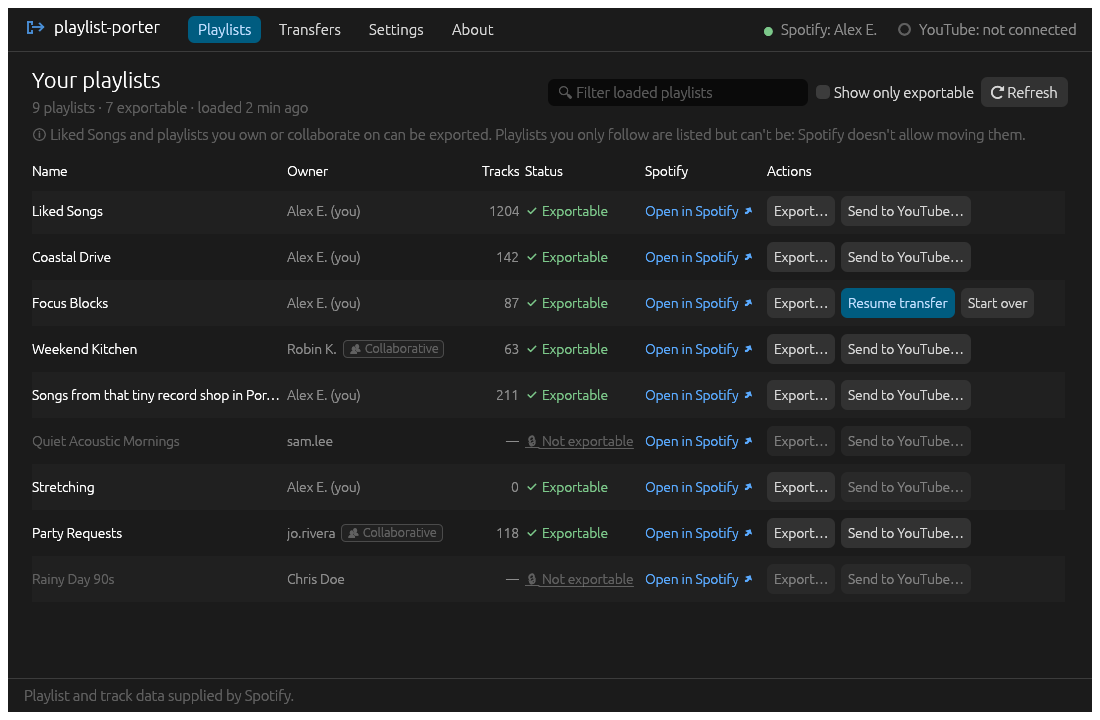 playlist-porter Playlists Transfers Settings About Spotify: Alex E. YouTube: not connected
Your playlists
9 playlists · 7 exportable · loaded 2 min ago
Filter loaded playlists Show only exportable Refresh
Liked Songs and playlists you own or collaborate on can be exported. Playlists you only follow are listed but can't be: Spotify doesn't allow moving them.
Name Owner Tracks Status Spotify Actions
Liked Songs Alex E. (you) 1204 ✓ Exportable Open in Spotify Export… Send to YouTube…
Coastal Drive Alex E. (you) 142 ✓ Exportable Open in Spotify Export… Send to YouTube…
Focus Blocks Alex E. (you) 87 ✓ Exportable Open in Spotify Export… Resume transfer Start over
Weekend Kitchen Robin K. Collaborative 63 ✓ Exportable Open in Spotify Export… Send to YouTube…
Songs from that tiny record shop in Por… Alex E. (you) 211 ✓ Exportable Open in Spotify Export… Send to YouTube…
Quiet Acoustic Mornings sam.lee — Not exportable Open in Spotify Export… Send to YouTube…
Stretching Alex E. (you) 0 ✓ Exportable Open in Spotify Export… Send to YouTube…
Party Requests jo.rivera Collaborative 118 ✓ Exportable Open in Spotify Export… Send to YouTube…
Rainy Day 90s Chris Doe — Not exportable Open in Spotify Export… Send to YouTube…
Playlist and track data supplied by Spotify.